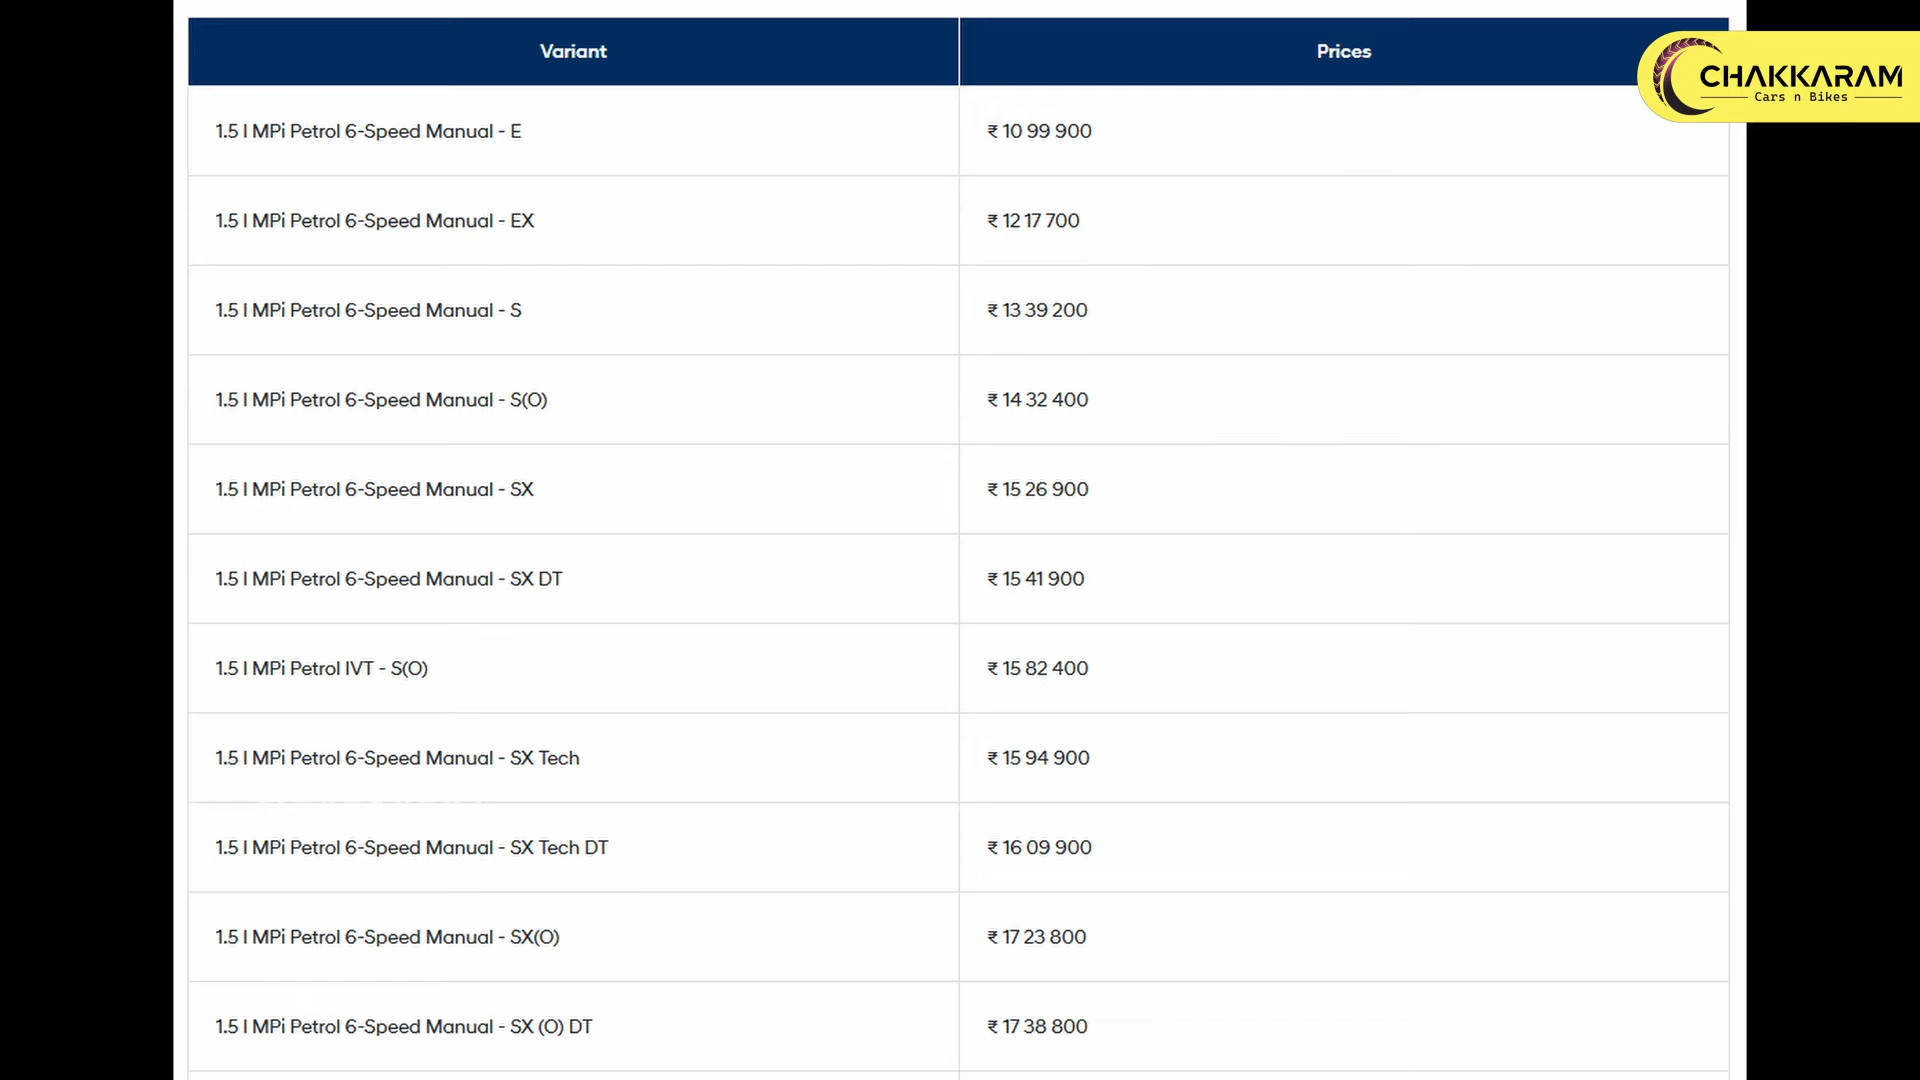 Variant Prices
CHAKKARAM
Cars n Bikes
1.5 l MPi Petrol 6-Speed Manual - E ₹ 10 99 900
1.5 l MPi Petrol 6-Speed Manual - EX ₹ 12 17 700
1.5 l MPi Petrol 6-Speed Manual - S ₹ 13 39 200
1.5 l MPi Petrol 6-Speed Manual - S(O) ₹ 14 32 400
1.5 l MPi Petrol 6-Speed Manual - SX ₹ 15 26 900
1.5 l MPi Petrol 6-Speed Manual - SX DT ₹ 15 41 900
1.5 l MPi Petrol IVT - S(O) ₹ 15 82 400
1.5 l MPi Petrol 6-Speed Manual - SX Tech ₹ 15 94 900
1.5 l MPi Petrol 6-Speed Manual - SX Tech DT ₹ 16 09 900
1.5 l MPi Petrol 6-Speed Manual - SX(O) ₹ 17 23 800
1.5 l MPi Petrol 6-Speed Manual - SX (O) DT ₹ 17 38 800